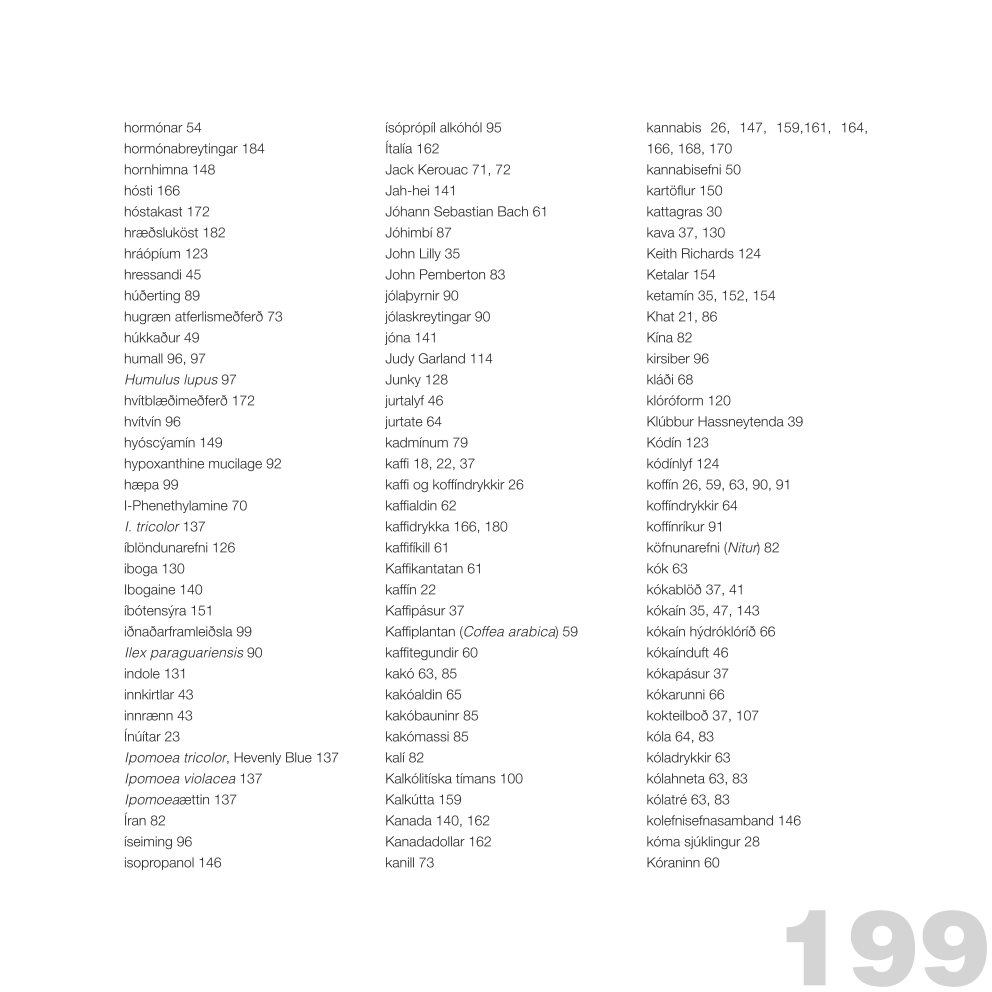 hormónar 54
hormónabreytingar 184
hornhimna 148
hósti 166
hóstakast 172
hræðsluköst 182
hráópíum 123
hressandi 45
húðerting 89
hugræn atferlismeðferð 73
húkkaður 49
humall 96, 97
Humulus lupus 97
hvítblæðimeðferð 172
hvítvín 96
hyóscýamín 149
hypoxanthine mucilage 92
hæpa 99
I-Phenethylamine 70
I. tricolor 137
íblöndunarefni 126
iboga 130
Ibogaine 140
íbótensýra 151
iðnaðarframleiðsla 99
Ilex paraguariensis 90
indole 131
innkirtlar 43
innrænn 43
Ínúítar 23
Ipomoea tricolor, Hevenly Blue 137
Ipomoea violacea 137
Ipomoeaættin 137
Íran 82
íseiming 96
isopropanol 146
ísóprópíl alkóhól 95
Ítalía 162
Jack Kerouac 71, 72
Jah-hei 141
Jóhann Sebastian Bach 61
Jóhimbí 87
John Lilly 35
John Pemberton 83
jólaþyrnir 90
jólaskreytingar 90
jóna 141
Judy Garland 114
Junky 128
jurtalyf 46
jurtate 64
kadmínum 79
kaffi 18, 22, 37
kaffi og koffíndrykkir 26
kaffialdin 62
kaffidrykka 166, 180
kaffifíkill 61
Kaffikantatan 61
kaffín 22
Kaffipásur 37
Kaffiplantan (Coffea arabica) 59
kaffitegundir 60
kakó 63, 85
kakóaldin 65
kakóbauninr 85
kakómassi 85
kalí 82
Kalkólitíska tímans 100
Kalkútta 159
Kanada 140, 162
Kanadadollar 162
kanill 73
kannabis 26, 147, 159,161, 164,
166, 168, 170
kannabisefni 50
kartöflur 150
kattagras 30
kava 37, 130
Keith Richards 124
Ketalar 154
ketamín 35, 152, 154
Khat 21, 86
Kína 82
kirsiber 96
kláði 68
klóróform 120
Klúbbur Hassneytenda 39
Kódín 123
kódínlyf 124
koffín 26, 59, 63, 90, 91
koffíndrykkir 64
koffínríkur 91
köfnunarefni (Nitur) 82
kók 63
kókablöð 37, 41
kókaín 35, 47, 143
kókaín hýdróklóríð 66
kókaínduft 46
kókapásur 37
kókarunni 66
kokteilboð 37, 107
kóla 64, 83
kóladrykkir 63
kólahneta 63, 83
kólatré 63, 83
kolefnisefnasamband 146
kóma sjúklingur 28
Kóraninn 60
199